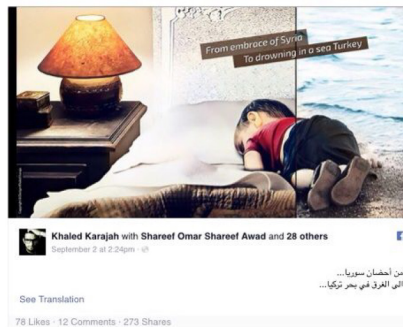 From embrace of Syria
To drowning in a sea Turkey
Khaled Karajah with Shareef Omar Shareef Awad and 28 others
September 2 at 2:24pm ·
من أحضان سوريا...
الي الغرق في بحر تركيا...
See Translation
78 Likes · 12 Comments · 273 Shares